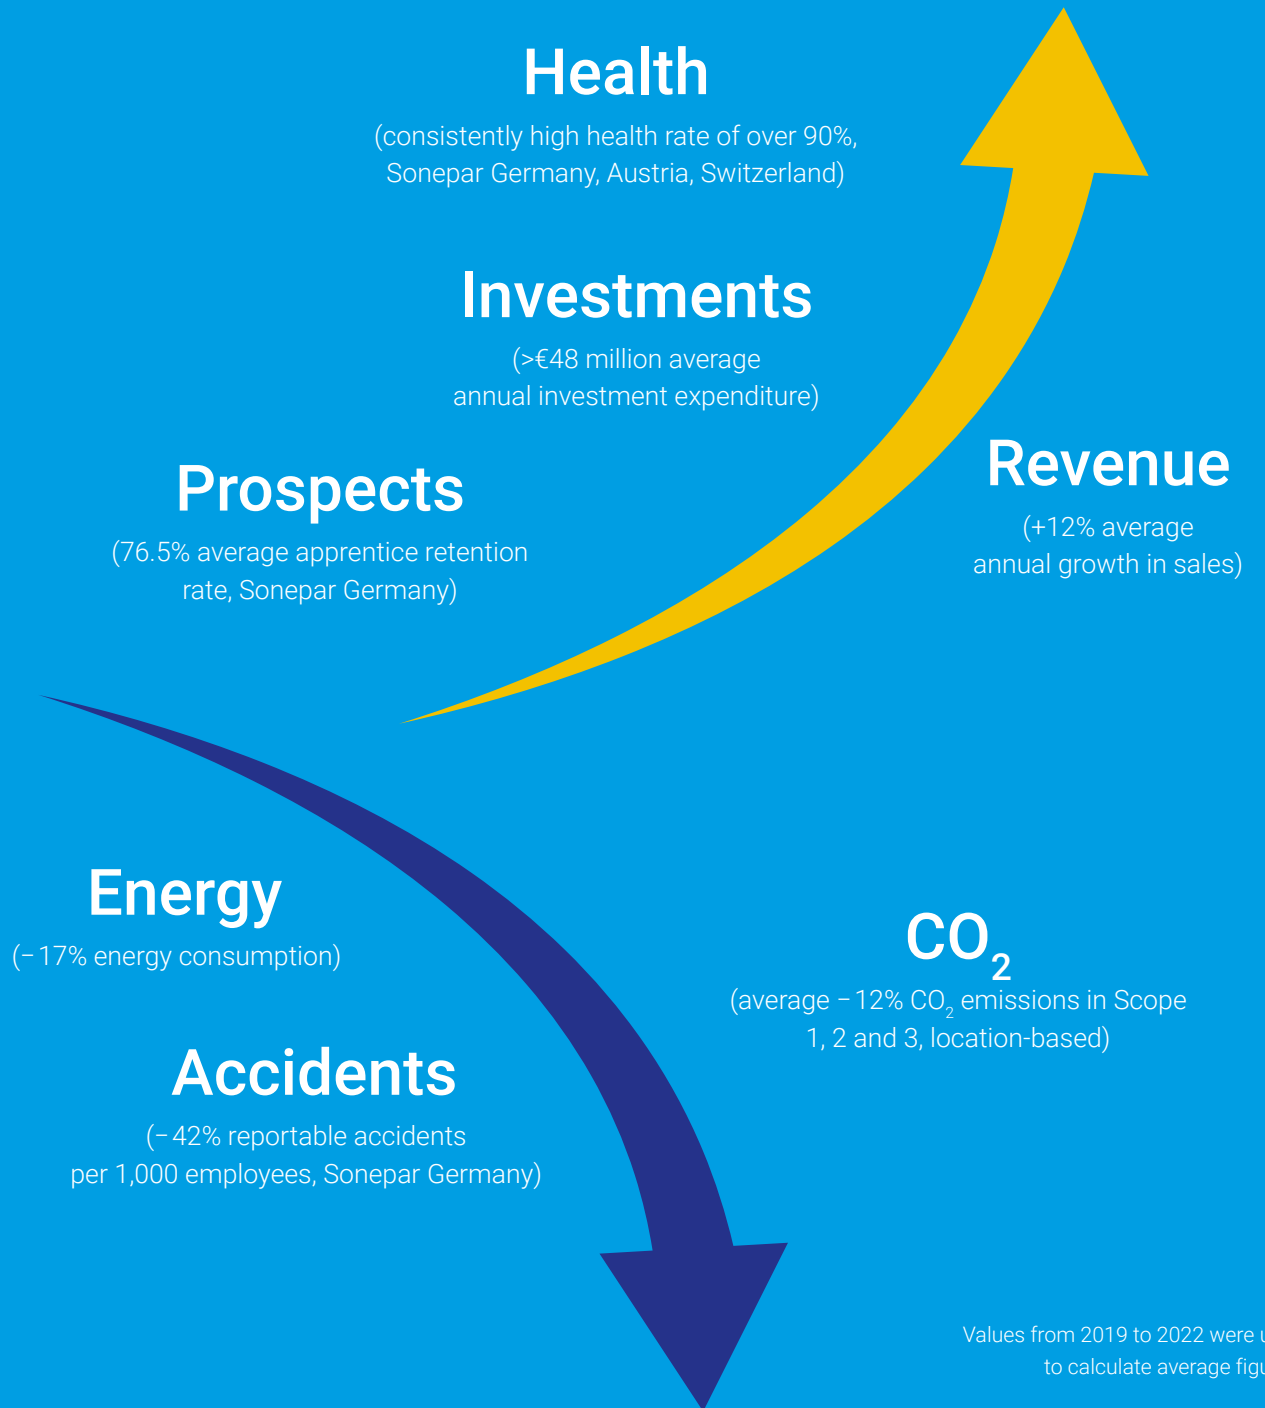 Health
(consistently high health rate of over 90%,
Sonepar Germany, Austria, Switzerland)
Investments
(>€48 million average
annual investment expenditure)
Revenue
(+12% average
annual growth in sales)
Prospects
(76.5% average apprentice retention
rate, Sonepar Germany)
Energy
(−17% energy consumption)
CO₂
(average −12% CO₂ emissions in Scope
1, 2 and 3, location-based)
Accidents
(−42% reportable accidents
per 1,000 employees, Sonepar Germany)
Values from 2019 to 2022 were
to calculate average